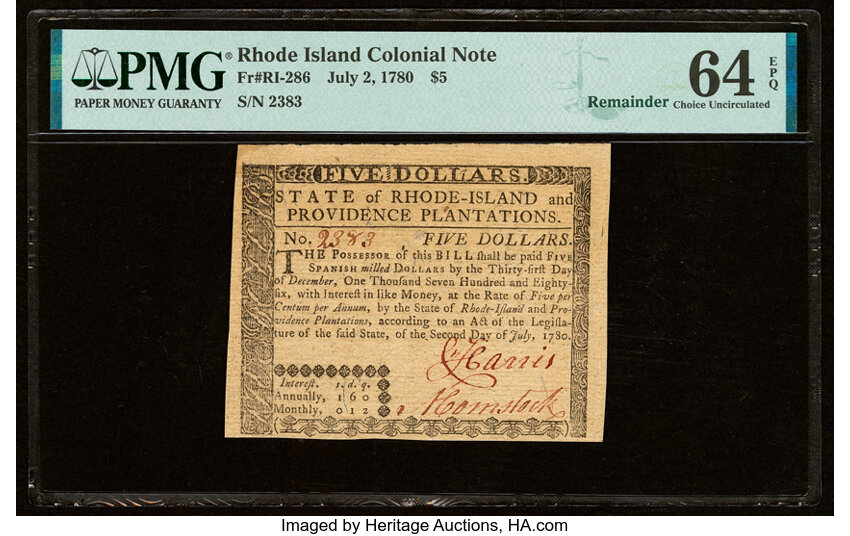 PMG®
PAPER MONEY GUARANTY
Rhode Island Colonial Note
Fr#RI-286 July 2, 1780 $5
S/N 2383
Remainder
64 EPQ
Choice Uncirculated
FIVE DOLLARS.
STATE of RHODE-ISLAND and
PROVIDENCE PLANTATIONS.
No. 2383 FIVE DOLLARS.
THE POSSESSOR of this BILL ſhall be paid FIVE
SPANISH milled DOLLARS by the Thirty-firſt Day
of December, One Thouſand Seven Hundred and Eighty-
ſix, with Intereſt in like Money, at the Rate of Five per
Centum per Annum, by the State of Rhode-Iſland and Pro-
vidence Plantations, according to an Act of the Legiſla-
ture of the ſaid State, of the Second Day of July, 1780.
C Harris
Intereſt. s. d. q.
Annually, 1 6 0
Monthly, 0 1 2
Comstock
Imaged by Heritage Auctions, HA.com